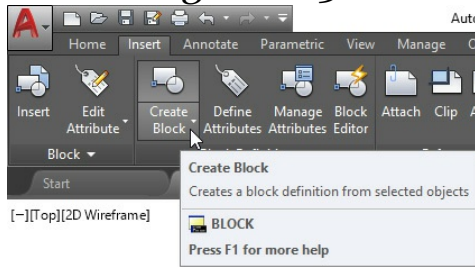 Auto
Home Insert Annotate Parametric View Manage
Insert Edit Attribute Create Block Define Attributes Manage Attributes Block Editor Attach Clip
Block
Start
Create Block
Creates a block definition from selected objects
BLOCK
Press F1 for more help
[−][Top][2D Wireframe]